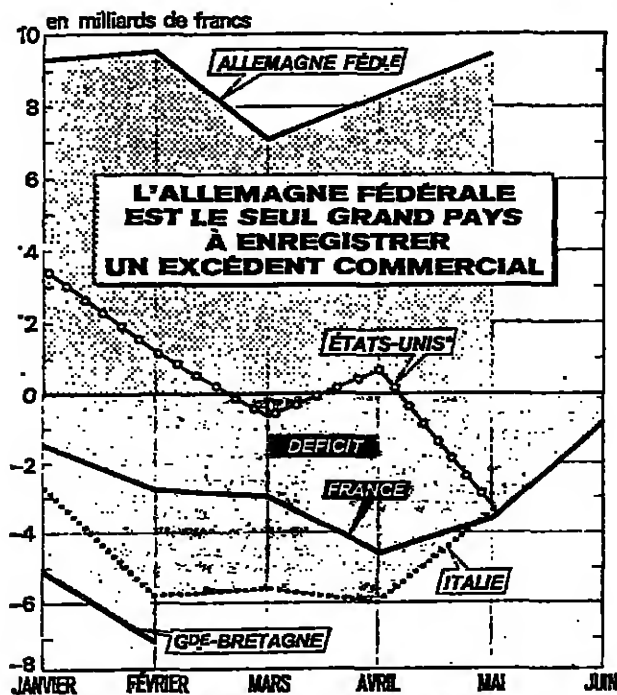 en milliards de francs
10
8
6
4
2
0
-2
-4
-6
-8
ALLEMAGNE FÉDLE
L'ALLEMAGNE FÉDÉRALE
EST LE SEUL GRAND PAYS
À ENREGISTRER
UN EXCÉDENT COMMERCIAL
ÉTATS-UNIS*
DEFICIT
FRANCE
ITALIE
GDE-BRETAGNE
JANVIER FÉVRIER MARS AVRIL MAI JUIN